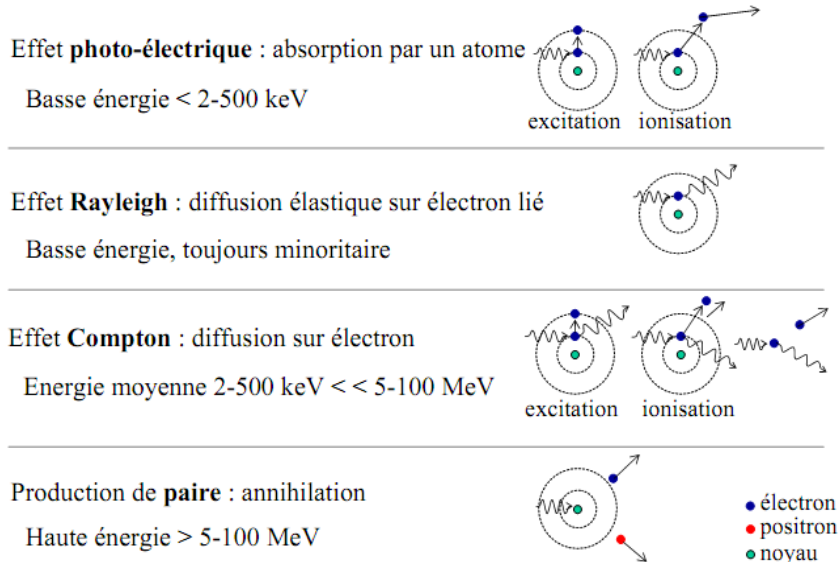 Effet photo-électrique : absorption par un atome
Basse énergie < 2-500 keV
excitation ionisation
Effet Rayleigh : diffusion élastique sur électron lié
Basse énergie, toujours minoritaire
Effet Compton : diffusion sur électron
Energie moyenne 2-500 keV < < 5-100 MeV
excitation ionisation
Production de paire : annihilation
Haute énergie > 5-100 MeV
électron
positron
noyau